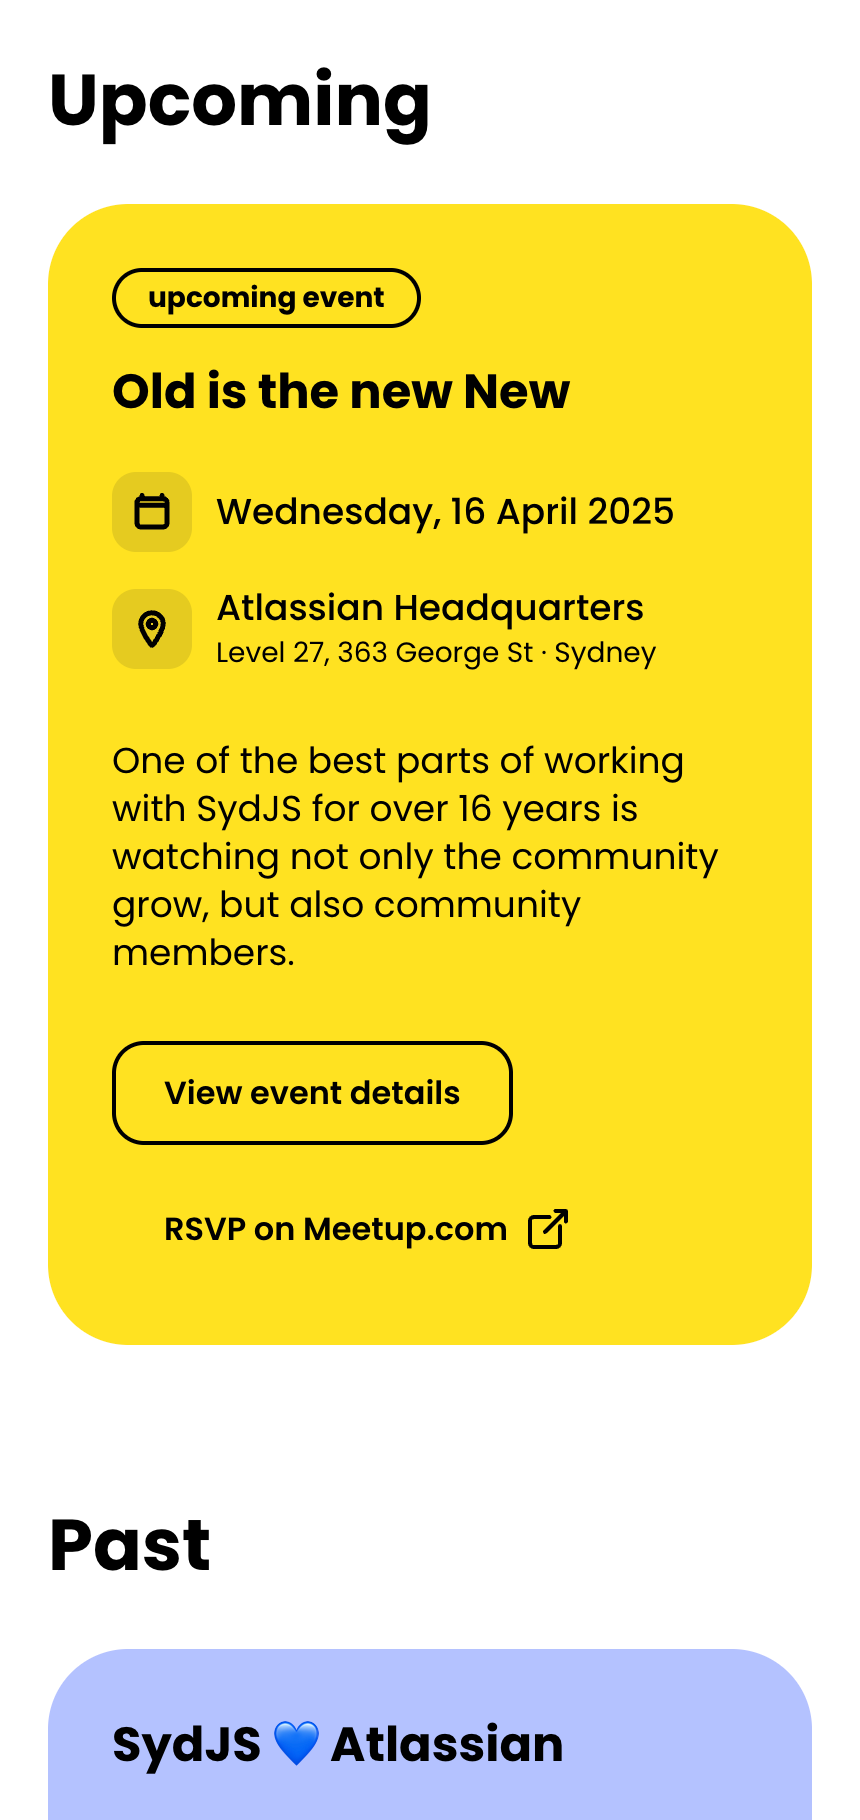 Upcoming
upcoming event
Old is the new New
Wednesday, 16 April 2025
Atlassian Headquarters
Level 27, 363 George St · Sydney
One of the best parts of working
with SydJS for over 16 years is
watching not only the community
grow, but also community
members.
View event details
RSVP on Meetup.com
Past
SydJS 💙 Atlassian